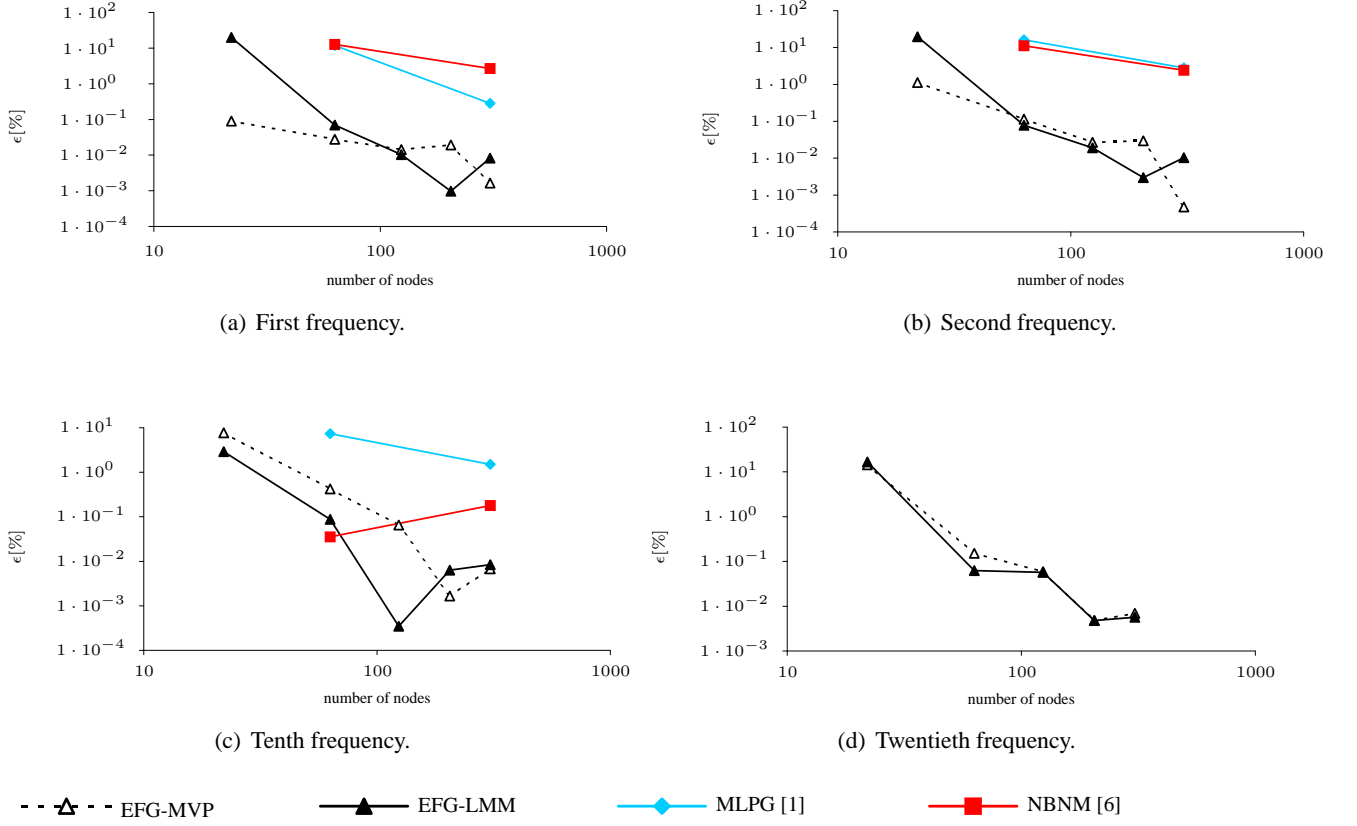 1 · 10^2
1 · 10^1
1 · 10^0
1 · 10^−1
1 · 10^−2
1 · 10^−3
1 · 10^−4
ϵ[%]
10
100
1000
number of nodes
(a) First frequency.
1 · 10^2
1 · 10^1
1 · 10^0
1 · 10^−1
1 · 10^−2
1 · 10^−3
1 · 10^−4
ϵ[%]
10
100
1000
number of nodes
(b) Second frequency.
1 · 10^1
1 · 10^0
1 · 10^−1
1 · 10^−2
1 · 10^−3
1 · 10^−4
ϵ[%]
10
100
1000
number of nodes
(c) Tenth frequency.
1 · 10^2
1 · 10^1
1 · 10^0
1 · 10^−1
1 · 10^−2
1 · 10^−3
ϵ[%]
10
100
1000
number of nodes
(d) Twentieth frequency.
EFG-MVP
EFG-LMM
MLPG [1]
NBNM [6]